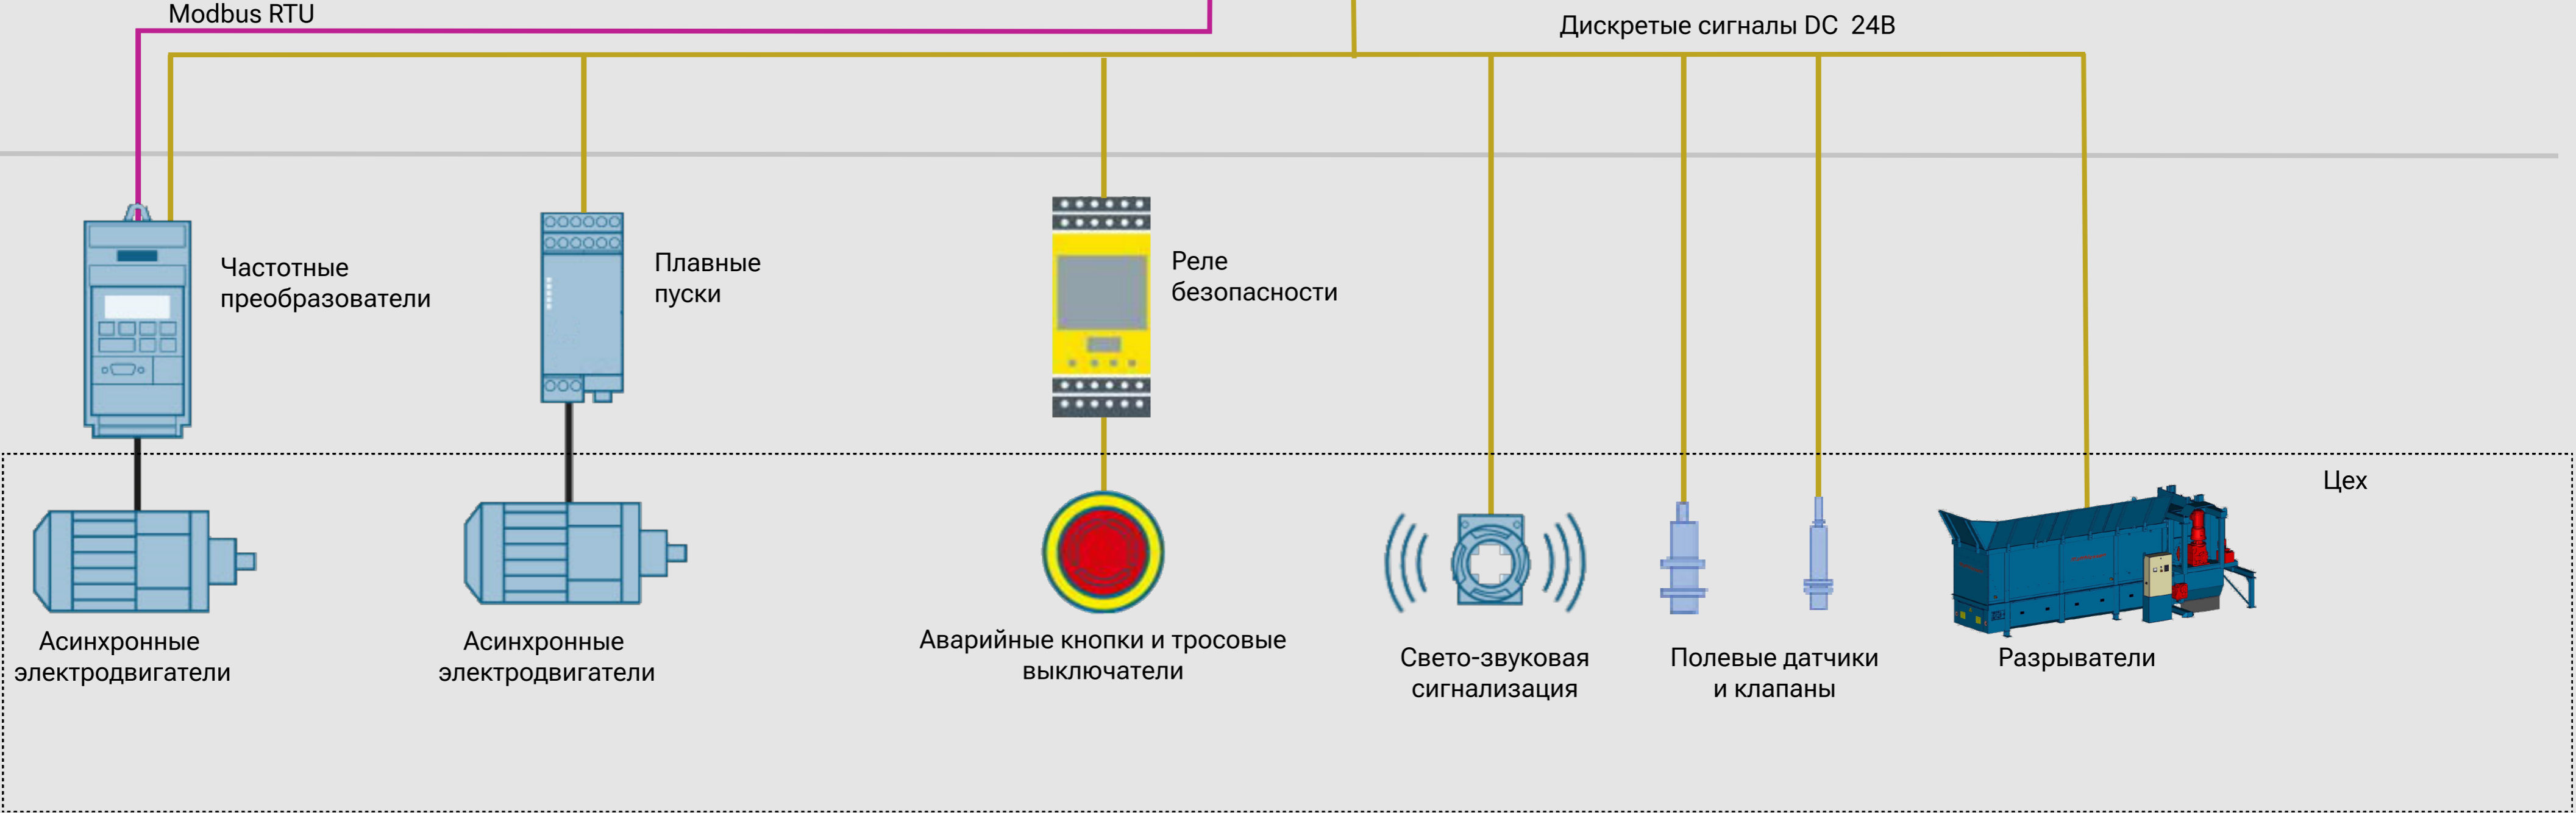 Modbus RTU
Дискретые сигналы DC 24В
Частотные
преобразователи
Плавные
пуски
Реле
безопасности
Цех
Асинхронные
электродвигатели
Асинхронные
электродвигатели
Аварийные кнопки и тросовые
выключатели
Свето-звуковая
сигнализация
Полевые датчики
и клапаны
Разрыватели